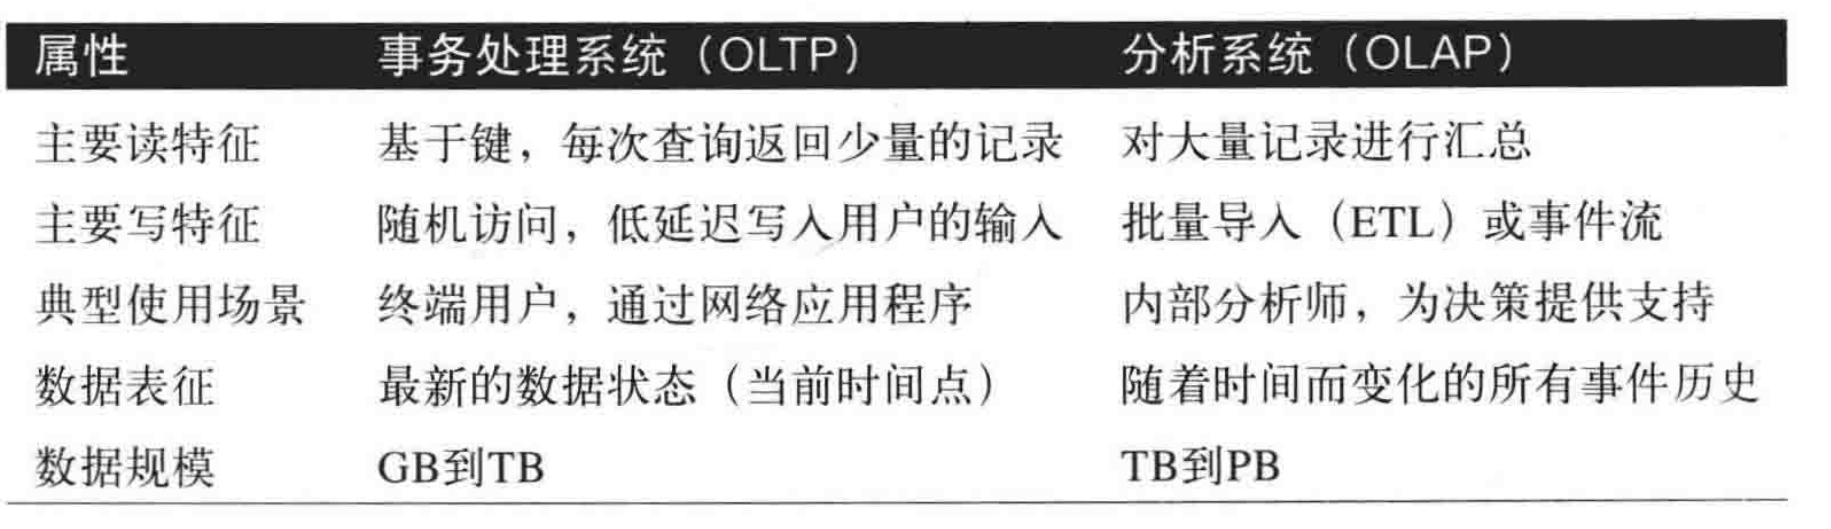 属性 事务处理系统（OLTP） 分析系统（OLAP）
主要读特征 基于键，每次查询返回少量的记录 对大量记录进行汇总
主要写特征 随机访问，低延迟写入用户的输入 批量导入（ETL）或事件流
典型使用场景 终端用户，通过网络应用程序 内部分析师，为决策提供支持
数据表征 最新的数据状态（当前时间点） 随着时间而变化的所有事件历史
数据规模 GB到TB TB到PB